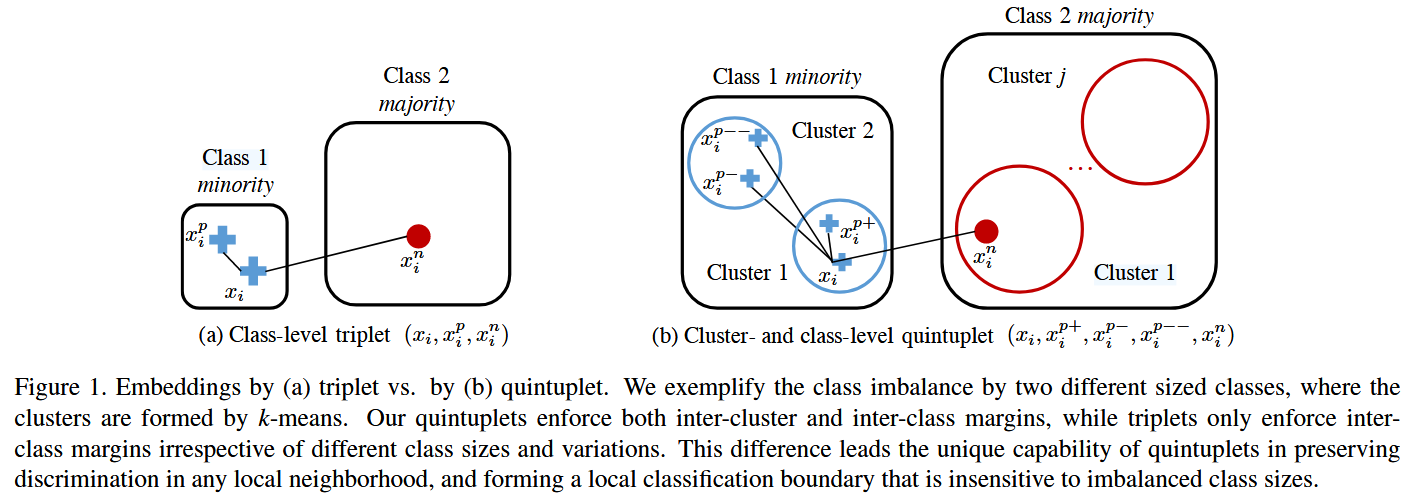 Class 2 majority
Class 2
majority
Class 1 minority
Cluster j
Class 1
minority
x_i^{p--}
Cluster 2
x_i^{p-}
...
x_i^p
x_i^{p+}
x_i^n
x_i^n
x_i
Cluster 1
x_i
Cluster 1
(a) Class-level triplet (x_i, x_i^p, x_i^n)
(b) Cluster- and class-level quintuplet (x_i, x_i^{p+}, x_i^{p-}, x_i^{p--}, x_i^n)
Figure 1. Embeddings by (a) triplet vs. by (b) quintuplet. We exemplify the class imbalance by two different sized classes, where the
clusters are formed by k-means. Our quintuplets enforce both inter-cluster and inter-class margins, while triplets only enforce inter-
class margins irrespective of different class sizes and variations. This difference leads the unique capability of quintuplets in preserving
discrimination in any local neighborhood, and forming a local classification boundary that is insensitive to imbalanced class sizes.